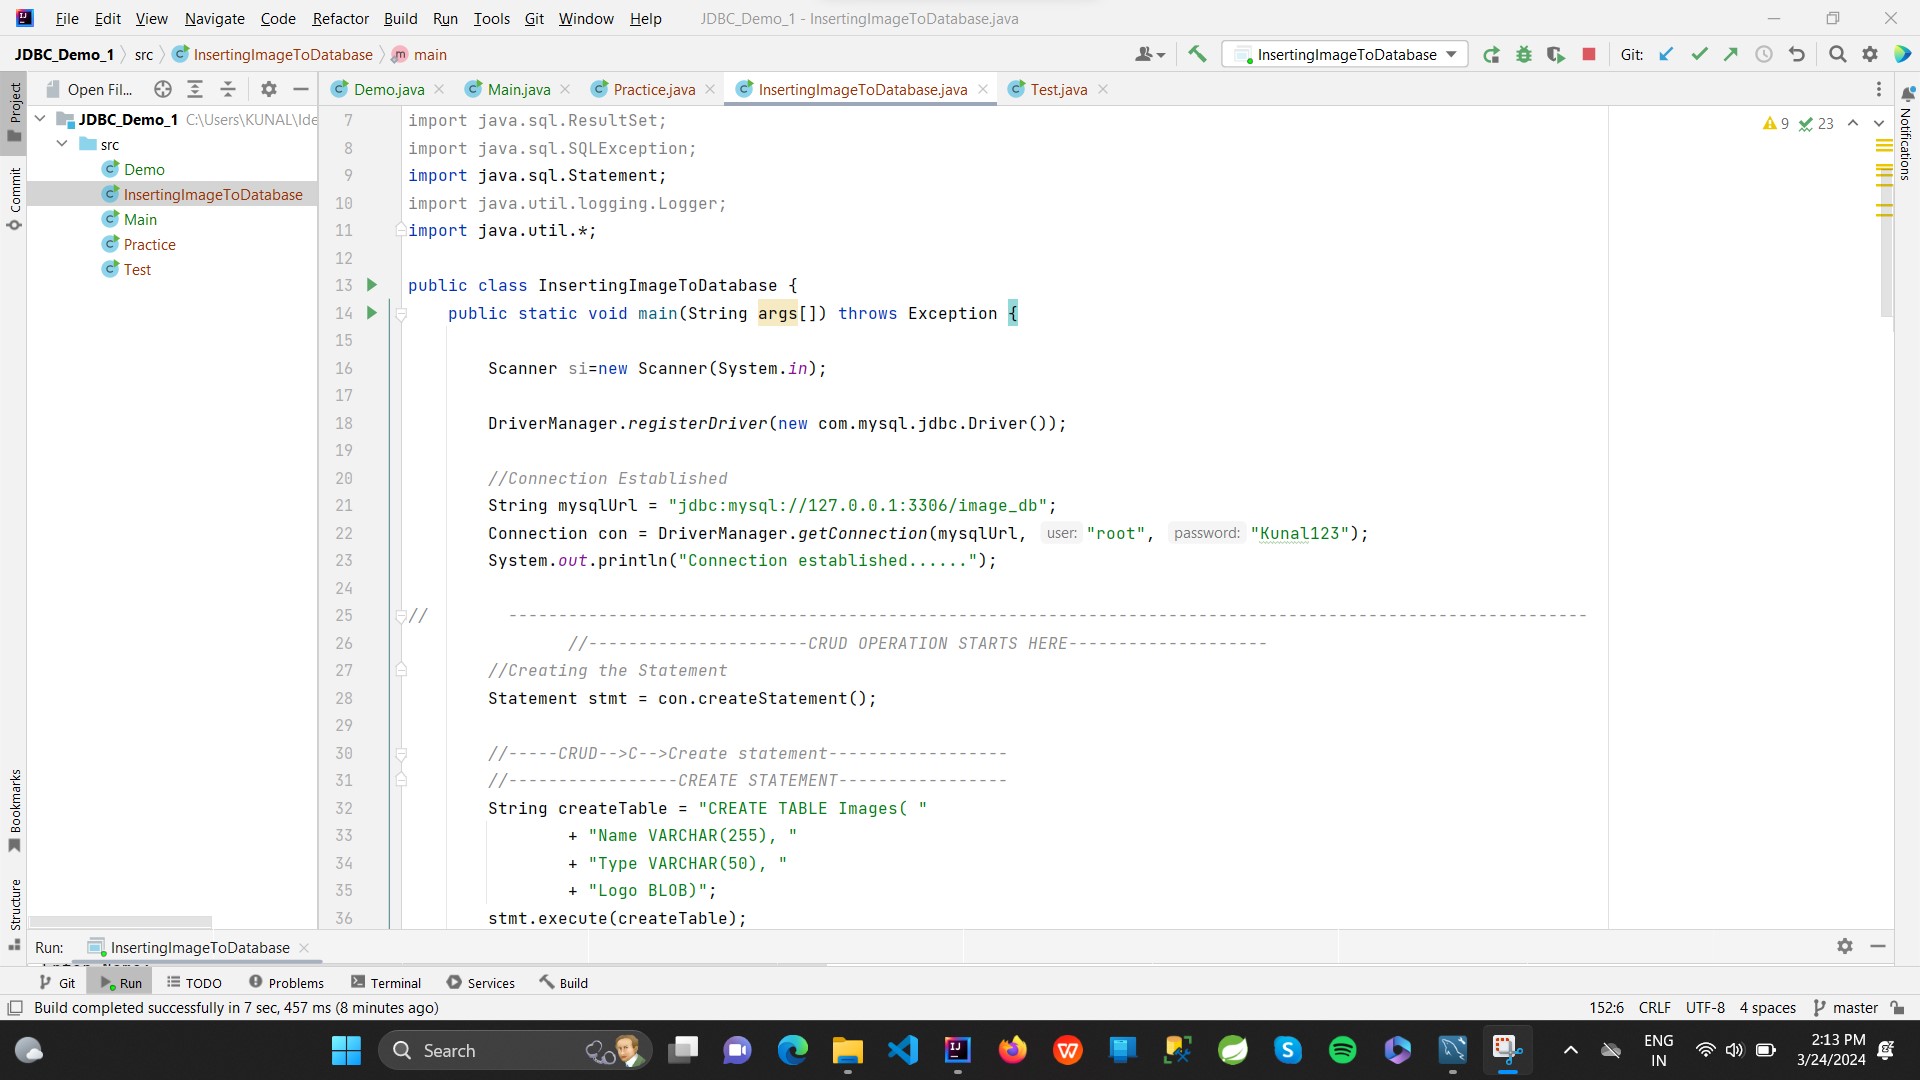 File Edit View Navigate Code Refactor Build Run Tools Git Window Help JDBC_Demo_1 - InsertingImageToDatabase.java
JDBC_Demo_1 src InsertingImageToDatabase main InsertingImageToDatabase Git:
Project Open Fil... Demo.java Main.java Practice.java InsertingImageToDatabase.java Test.java
JDBC_Demo_1 C:\Users\KUNAL\Ide
src
Demo
InsertingImageToDatabase
Main
Practice
Test
Commit
Bookmarks
Structure
Notifications
9 23
7 import java.sql.ResultSet;
8 import java.sql.SQLException;
9 import java.sql.Statement;
10 import java.util.logging.Logger;
11 import java.util.*;
12
13 public class InsertingImageToDatabase {
14 public static void main(String args[]) throws Exception {
15
16 Scanner si=new Scanner(System.in);
17
18 DriverManager.registerDriver(new com.mysql.jdbc.Driver());
19
20 //Connection Established
21 String mysqlUrl = "jdbc:mysql://127.0.0.1:3306/image_db";
22 Connection con = DriverManager.getConnection(mysqlUrl, user: "root", password: "Kunal123");
23 System.out.println("Connection established......");
24
25 // ------------------------------------------------------------------------------------------------------------
26 //----------------------CRUD OPERATION STARTS HERE--------------------
27 //Creating the Statement
28 Statement stmt = con.createStatement();
29
30 //-----CRUD-->C-->Create statement------------------
31 //-----------------CREATE STATEMENT-----------------
32 String createTable = "CREATE TABLE Images( "
33 + "Name VARCHAR(255), "
34 + "Type VARCHAR(50), "
35 + "Logo BLOB)";
36 stmt.execute(createTable);
Run: InsertingImageToDatabase
Git Run TODO Problems Terminal Services Build
Build completed successfully in 7 sec, 457 ms (8 minutes ago) 152:6 CRLF UTF-8 4 spaces master
Search
ENG
IN
2:13 PM
3/24/2024